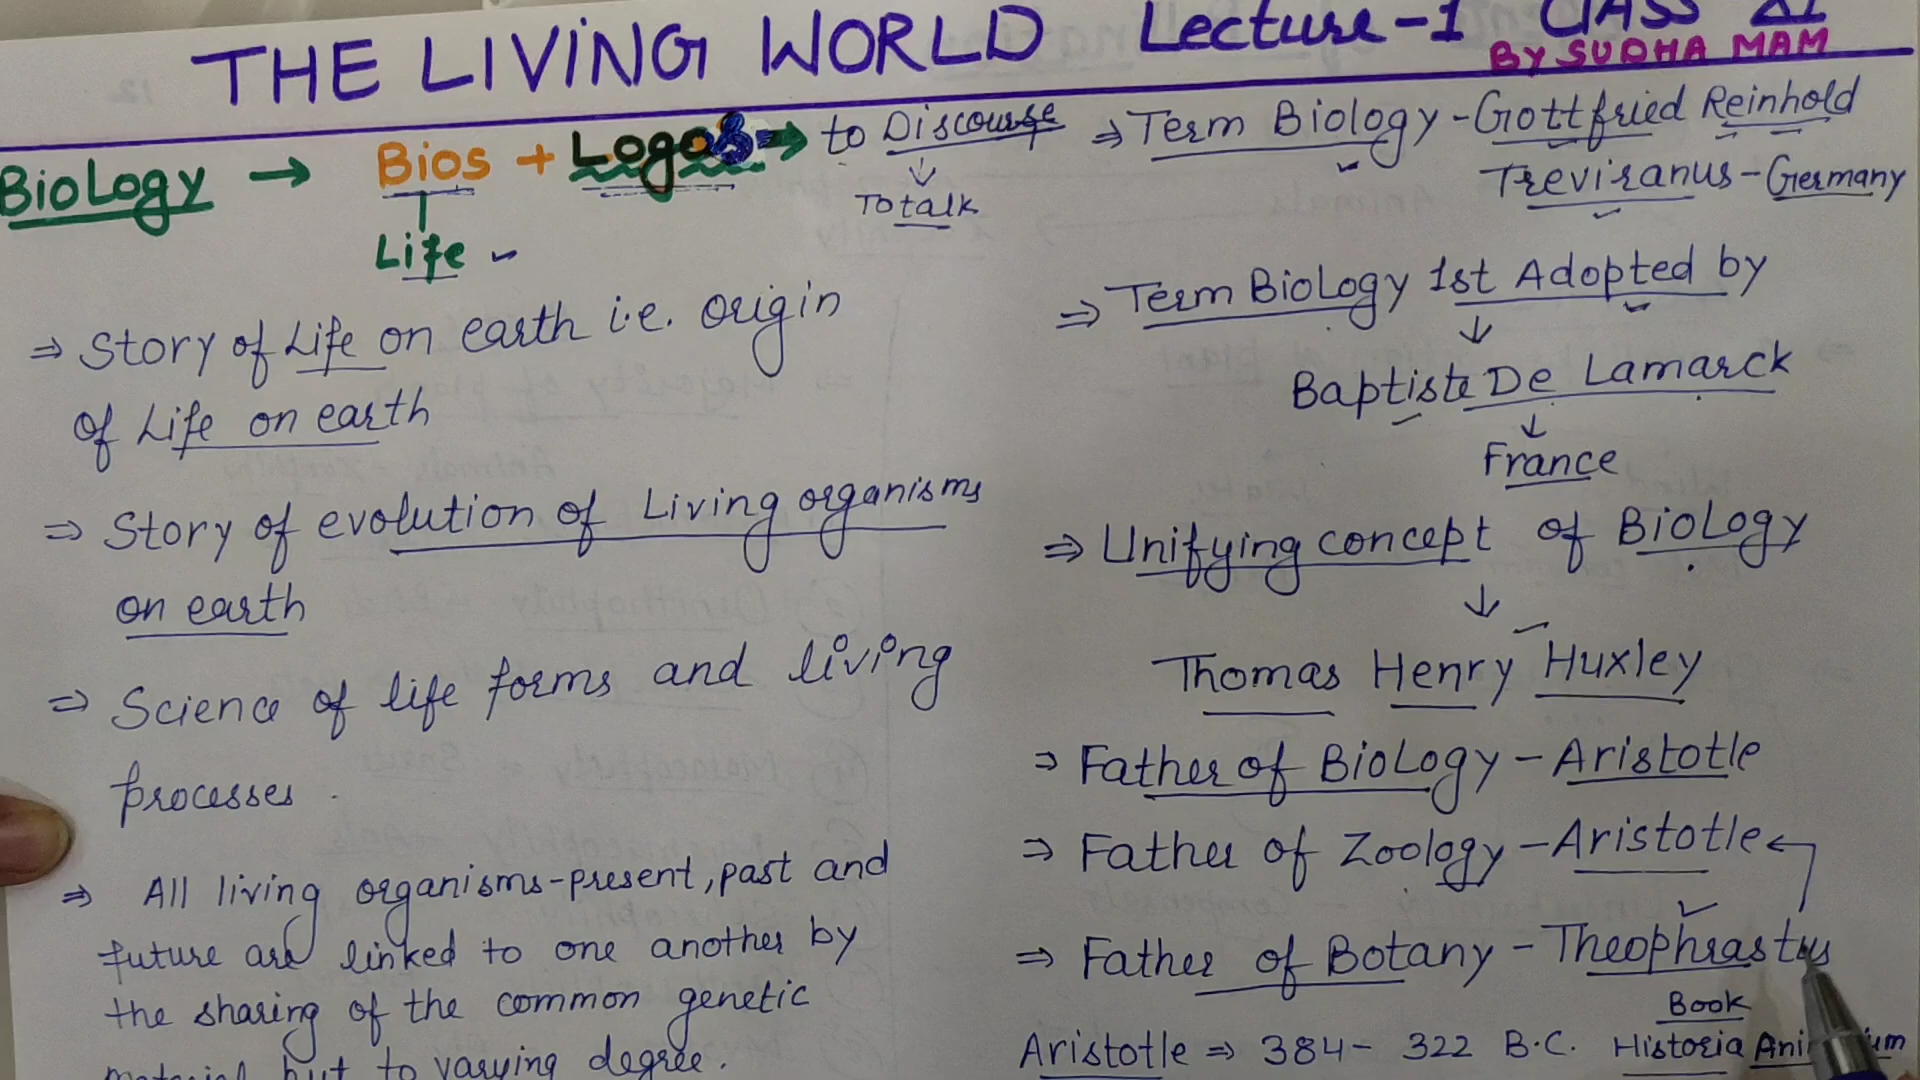 THE LIVING WORLD Lecture-1 CLASS XI
BY SUDHA MAM
Biology → Bios + Logos → to Discourse
To talk
Life
⇒ Story of Life on earth i.e. origin
of Life on earth
⇒ Story of evolution of Living organisms
on earth
⇒ Science of life forms and living
processes.
⇒ All living organisms-present, past and
future are linked to one another by
the sharing of the common genetic
material but to varying degree.
⇒ Term Biology - Gottfried Reinhold
Treviranus - Germany
⇒ Term Biology 1st Adopted by
↓
Baptiste De Lamarck
↓
France
⇒ Unifying concept of Biology
↓
Thomas Henry Huxley
⇒ Father of Biology - Aristotle
⇒ Father of Zoology - Aristotle
⇒ Father of Botany - Theophrastus
Book
Aristotle ⇒ 384- 322 B.C. Historia